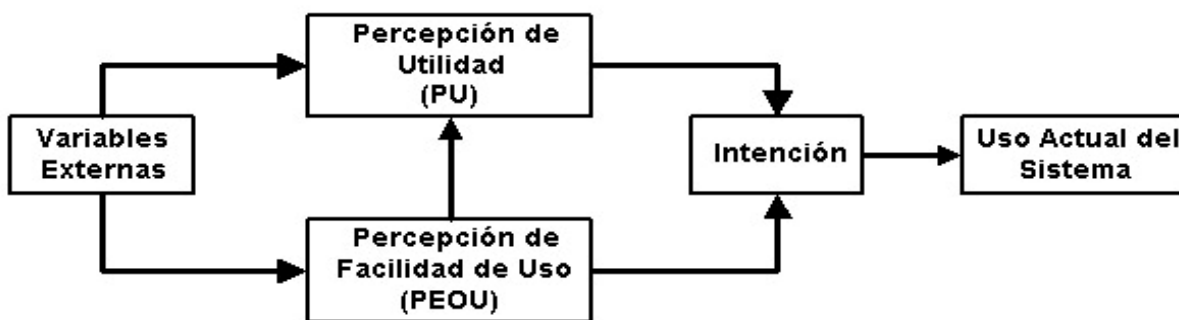 Percepción de
Utilidad
(PU)
Variables
Externas
Intención
Uso Actual del
Sistema
Percepción de
Facilidad de Uso
(PEOU)